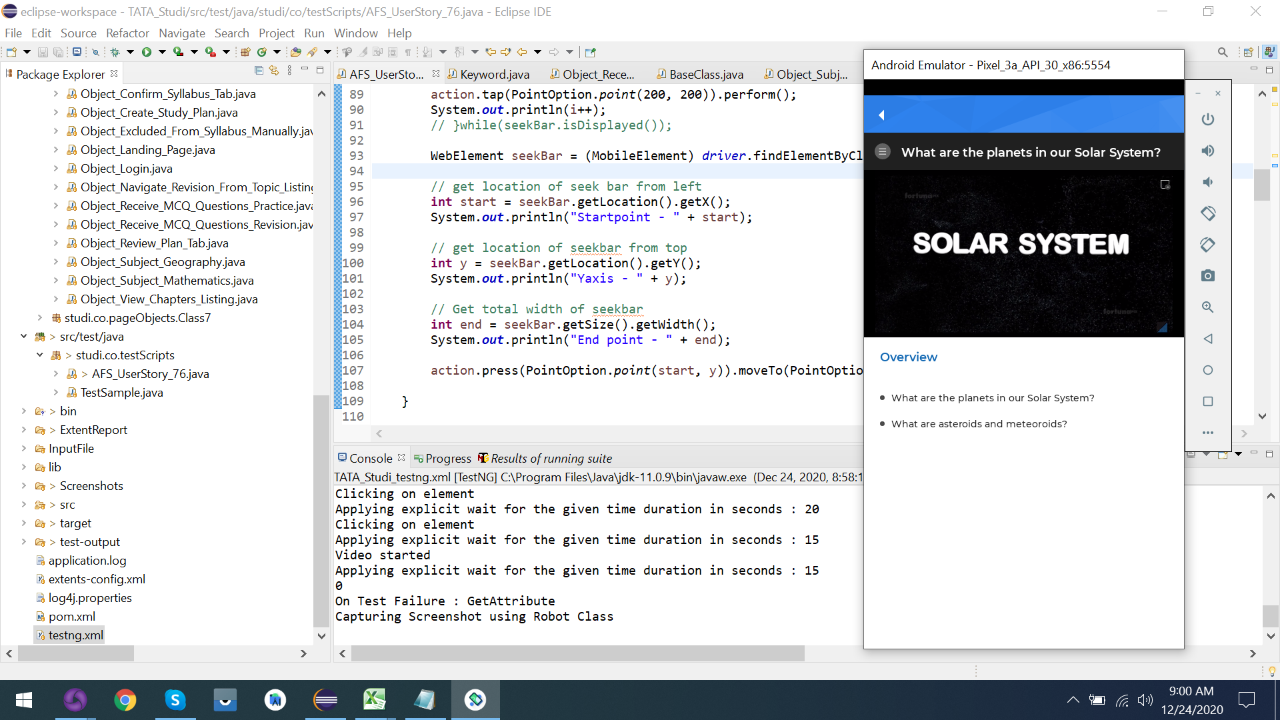 eclipse-workspace - TATA_Studi/src/test/java/studi/co/testScripts/AFS_UserStory_76.java - Eclipse IDE
File Edit Source Refactor Navigate Search Project Run Window Help
Package Explorer
Object_Confirm_Syllabus_Tab.java
Object_Create_Study_Plan.java
Object_Excluded_From_Syllabus_Manually.jav
Object_Landing_Page.java
Object_Login.java
Object_Navigate_Revision_From_Topic_Listing
Object_Receive_MCQ_Questions_Practice.java
Object_Receive_MCQ_Questions_Revision.jav
Object_Review_Plan_Tab.java
Object_Subject_Geography.java
Object_Subject_Mathematics.java
Object_View_Chapters_Listing.java
studi.co.pageObjects.Class7
> src/test/java
> studi.co.testScripts
> AFS_UserStory_76.java
TestSample.java
> bin
> ExtentReport
InputFile
> lib
> Screenshots
> src
> target
> test-output
application.log
extents-config.xml
log4j.properties
pom.xml
testng.xml
AFS_UserSto... Keyword.java Object_Rece... BaseClass.java Object_Subj...
89 action.tap(PointOption.point(200, 200)).perform();
90 System.out.println(i++);
91 // }while(seekBar.isDisplayed());
92
93 WebElement seekBar = (MobileElement) driver.findElementByCl
94
95 // get location of seek bar from left
96 int start = seekBar.getLocation().getX();
97 System.out.println("Startpoint - " + start);
98
99 // get location of seekbar from top
100 int y = seekBar.getLocation().getY();
101 System.out.println("Yaxis - " + y);
102
103 // Get total width of seekbar
104 int end = seekBar.getSize().getWidth();
105 System.out.println("End point - " + end);
106
107 action.press(PointOption.point(start, y)).moveTo(PointOptio
108
109 }
110
Console Progress Results of running suite
TATA_Studi_testng.xml [TestNG] C:\Program Files\Java\jdk-11.0.9\bin\javaw.exe (Dec 24, 2020, 8:58:1
Clicking on element
Applying explicit wait for the given time duration in seconds : 20
Clicking on element
Applying explicit wait for the given time duration in seconds : 15
Video started
Applying explicit wait for the given time duration in seconds : 15
0
On Test Failure : GetAttribute
Capturing Screenshot using Robot Class
Android Emulator - Pixel_3a_API_30_x86:5554
What are the planets in our Solar System?
SOLAR SYSTEM
Overview
What are the planets in our Solar System?
What are asteroids and meteoroids?
9:00 AM
12/24/2020